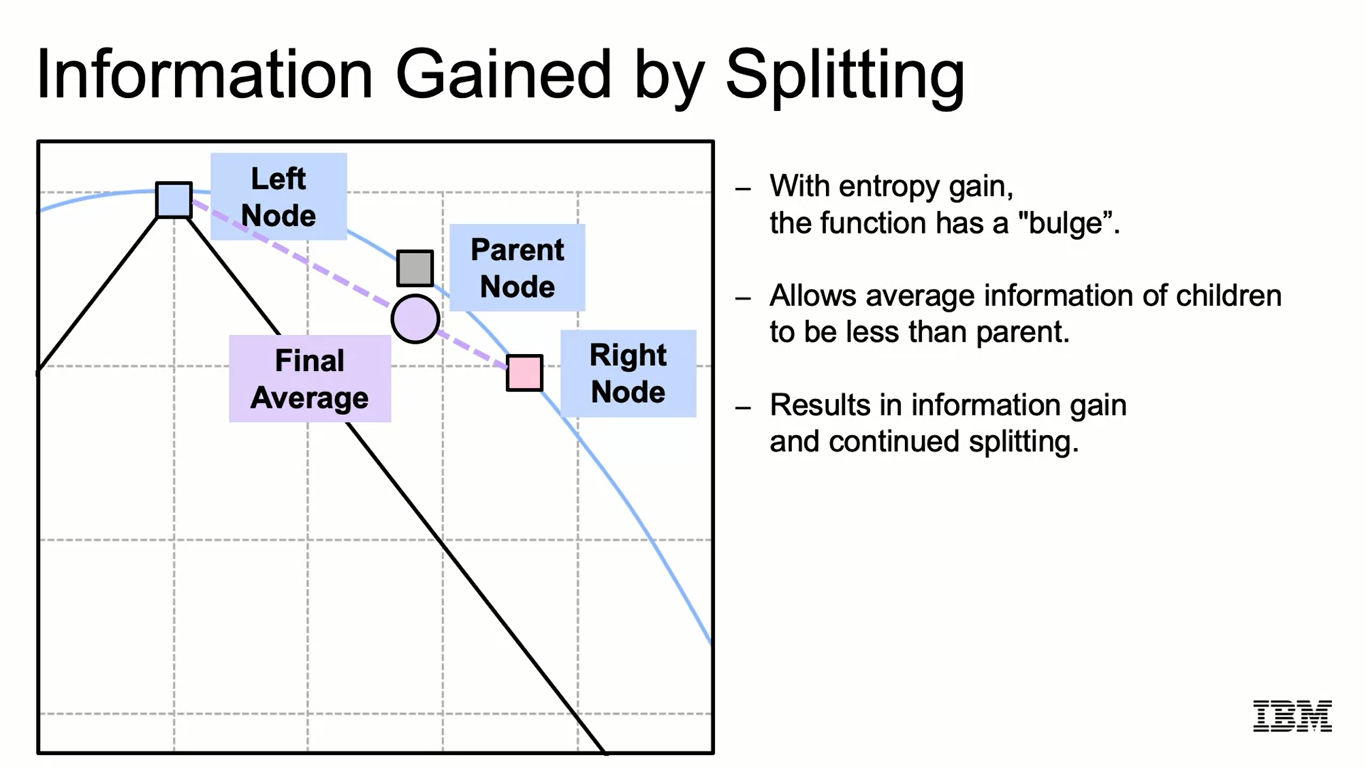 Information Gained by Splitting
Left
Node
Parent
Node
Final
Average
Right
Node
– With entropy gain,
the function has a "bulge”.
– Allows average information of children
to be less than parent.
– Results in information gain
and continued splitting.
IBM